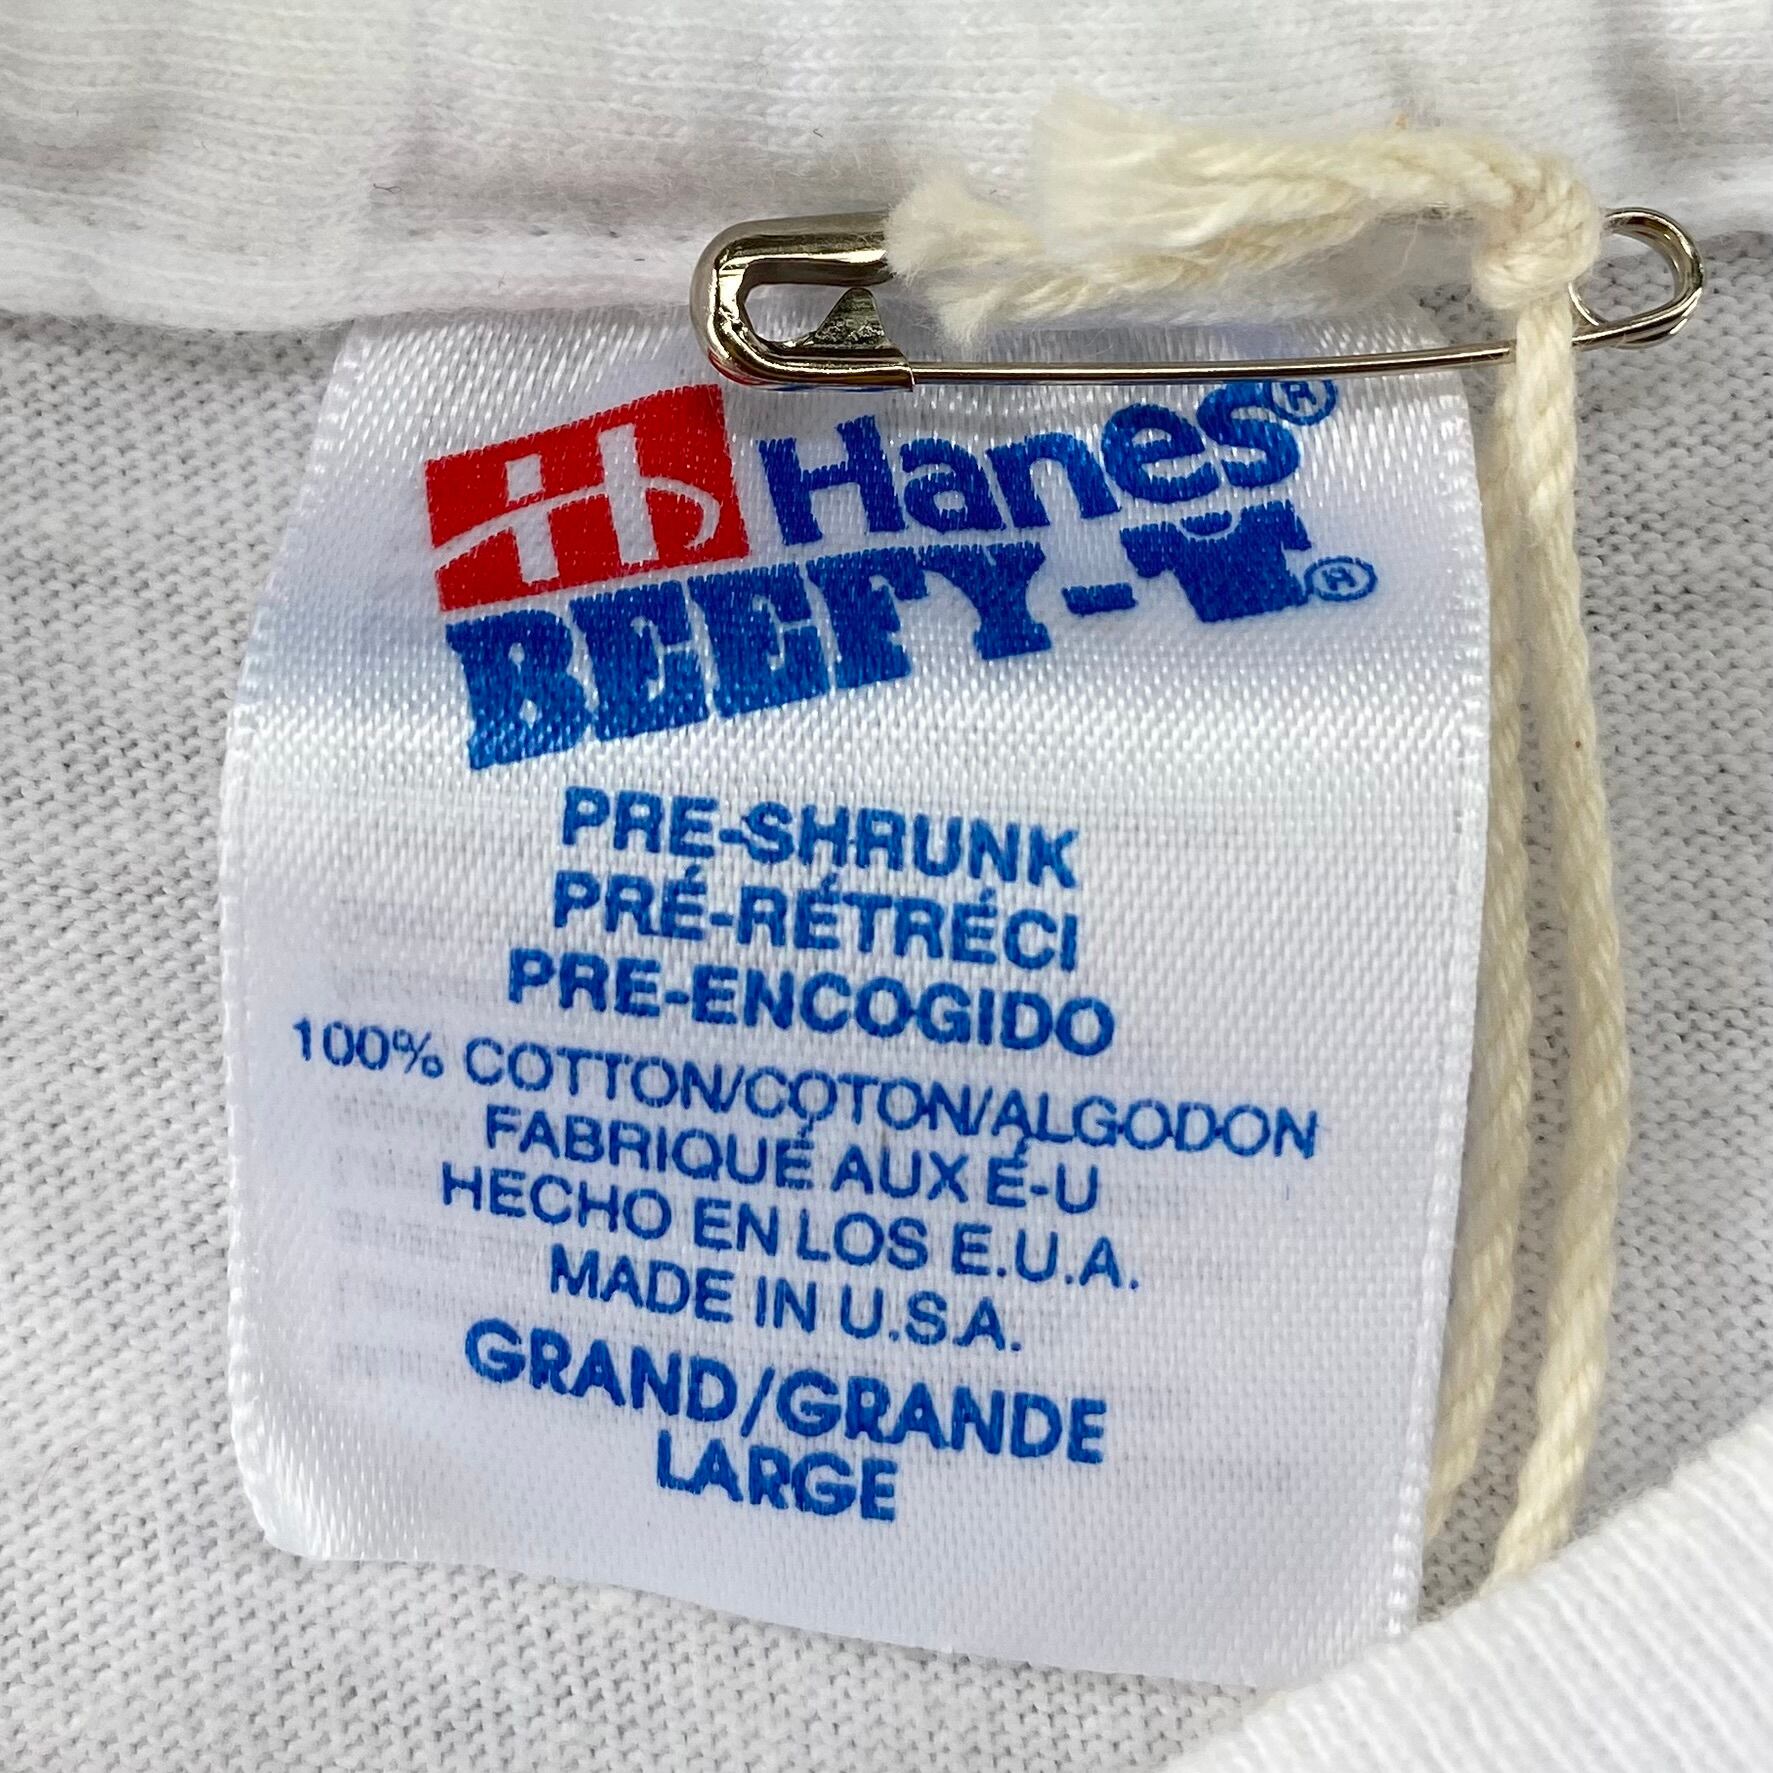 H Hanes®
BEEFY-T®
PRE-SHRUNK
PRÉ-RÉTRÉCI
PRE-ENCOGIDO
100% COTTON/COTON/ALGODON
FABRIQUÉ AUX É-U
HECHO EN LOS E.U.A.
MADE IN U.S.A.
GRAND/GRANDE
LARGE